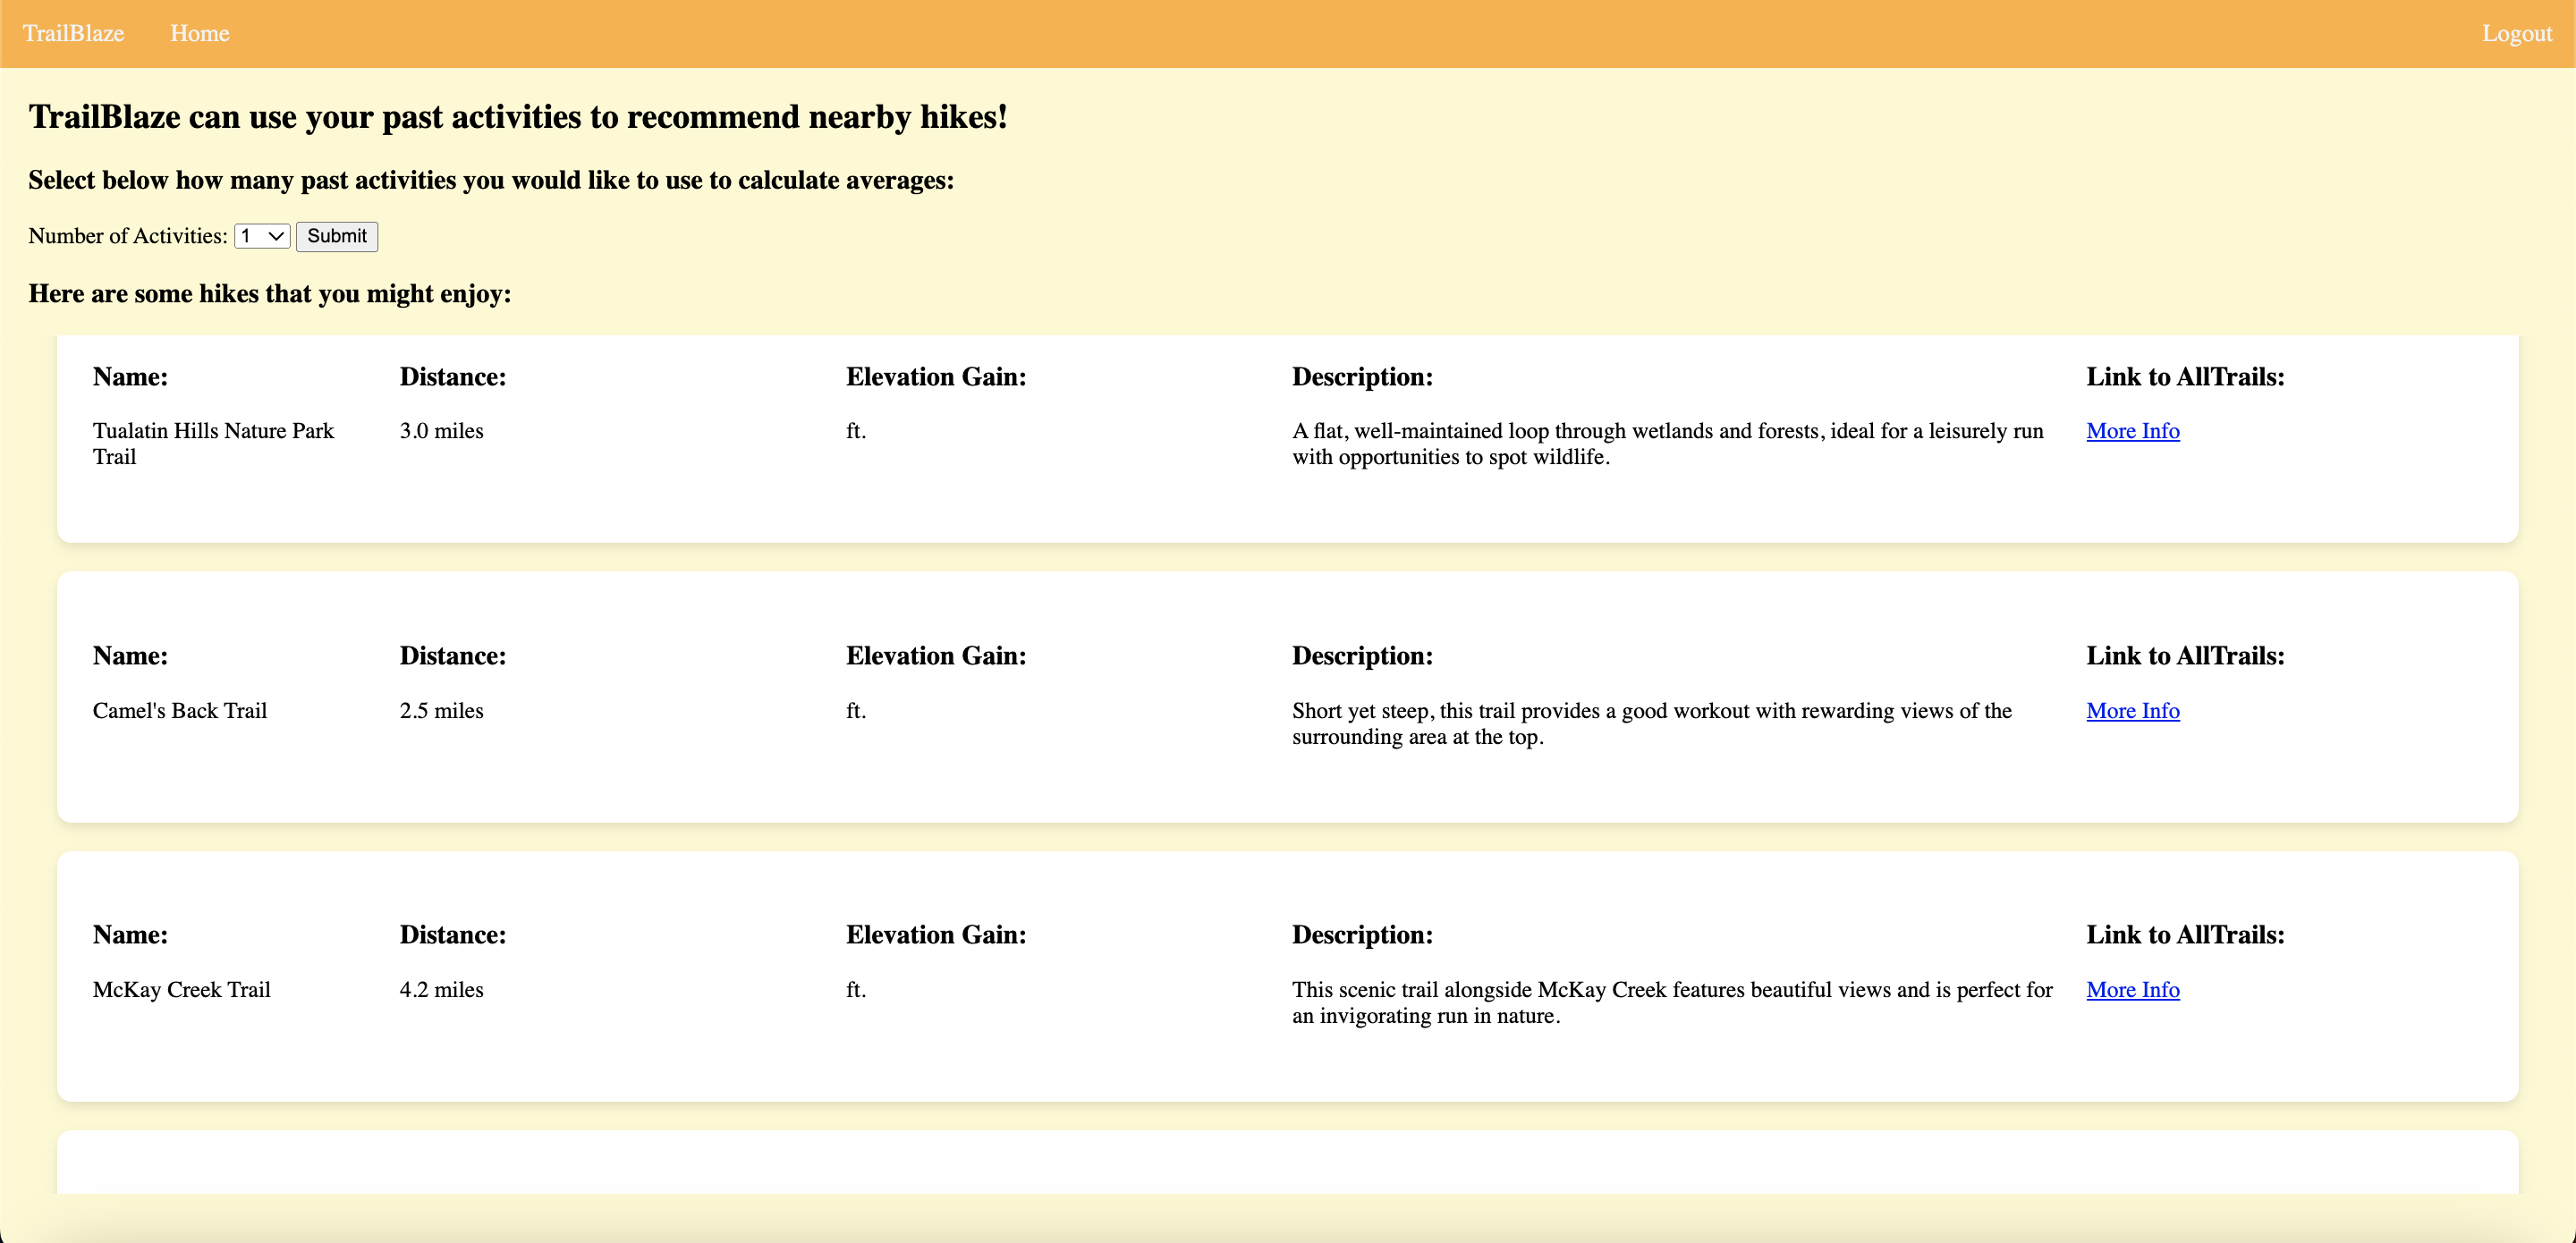 TrailBlaze Home Logout
TrailBlaze can use your past activities to recommend nearby hikes!
Select below how many past activities you would like to use to calculate averages:
Number of Activities: 1 Submit
Here are some hikes that you might enjoy:
Name: Distance: Elevation Gain: Description: Link to AllTrails:
Tualatin Hills Nature Park 3.0 miles ft. A flat, well-maintained loop through wetlands and forests, ideal for a leisurely run More Info
Trail with opportunities to spot wildlife.
Name: Distance: Elevation Gain: Description: Link to AllTrails:
Camel's Back Trail 2.5 miles ft. Short yet steep, this trail provides a good workout with rewarding views of the More Info
surrounding area at the top.
Name: Distance: Elevation Gain: Description: Link to AllTrails:
McKay Creek Trail 4.2 miles ft. This scenic trail alongside McKay Creek features beautiful views and is perfect for More Info
an invigorating run in nature.